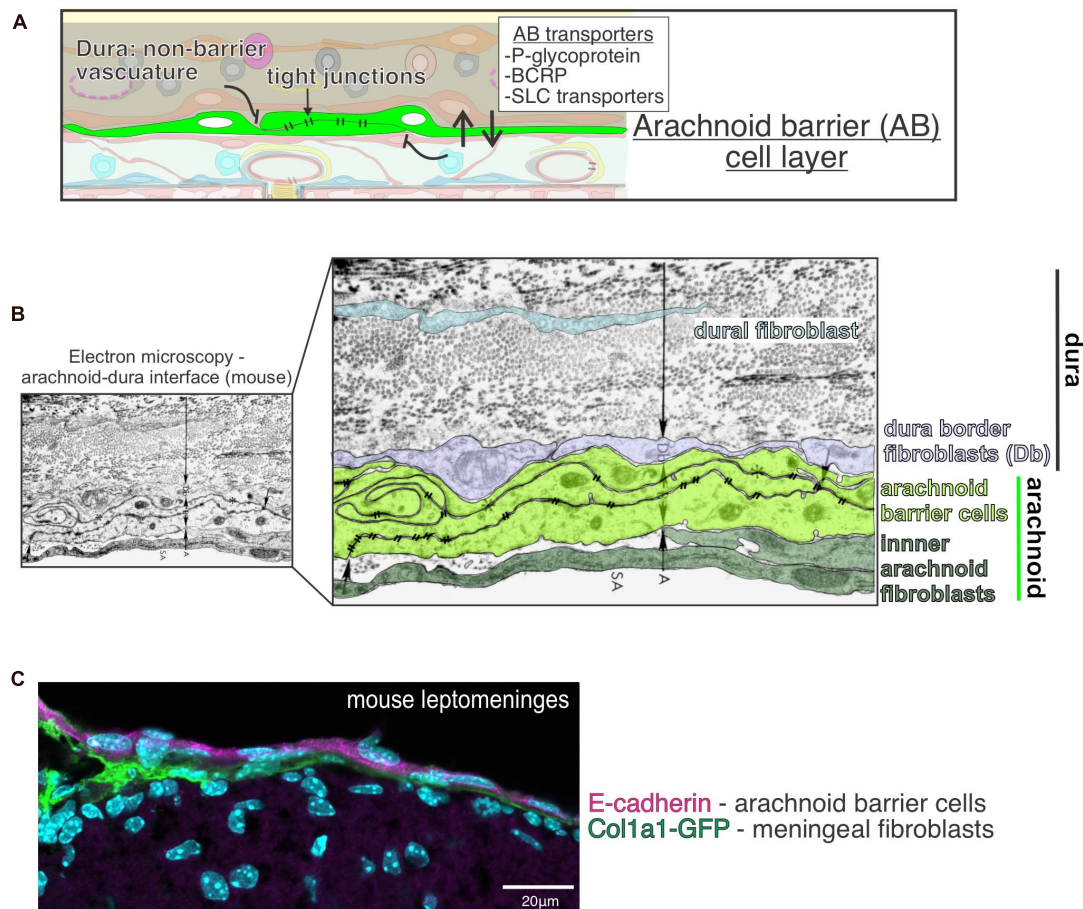 A
Dura: non-barrier
vascuature
tight junctions
AB transporters
-P-glycoprotein
-BCRP
-SLC transporters
Arachnoid barrier (AB)
cell layer
B
Electron microscopy -
arachnoid-dura interface (mouse)
SA
A
dural fibroblast
SA
A
dura
dura border
fibroblasts (Db)
arachnoid
barrier cells
innner
arachnoid
fibroblasts
arachnoid
C
mouse leptomeninges
20μm
E-cadherin - arachnoid barrier cells
Col1a1-GFP - meningeal fibroblasts